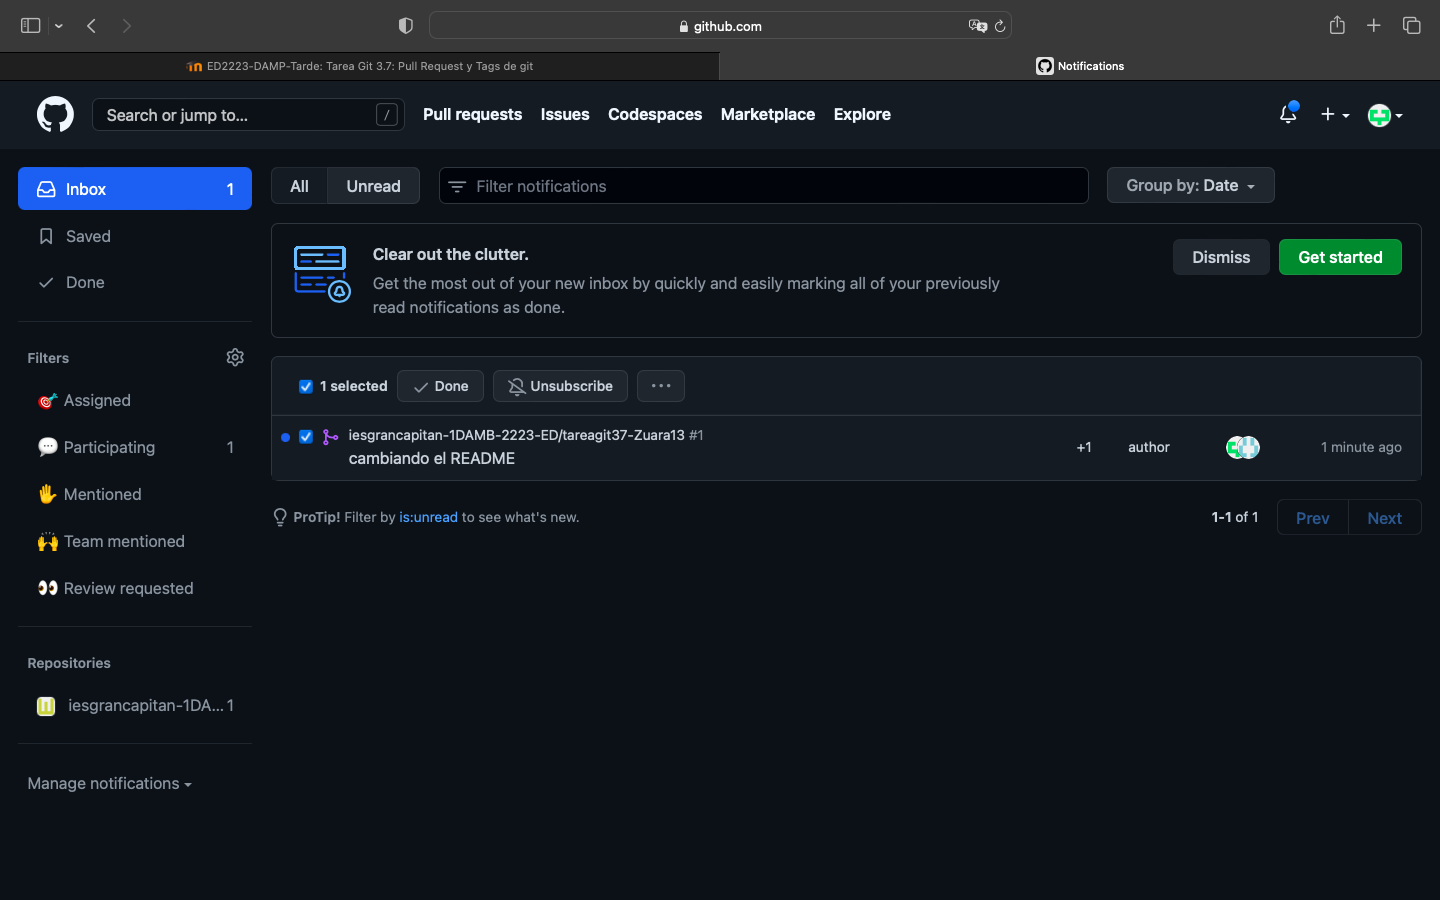 github.com
ED2223-DAMP-Tarde: Tarea Git 3.7: Pull Request y Tags de git
Notifications
Search or jump to... /
Pull requests Issues Codespaces Marketplace Explore
Inbox 1
Saved
Done
Filters
Assigned
Participating 1
Mentioned
Team mentioned
Review requested
Repositories
iesgrancapitan-1DA... 1
Manage notifications
All Unread
Filter notifications
Group by: Date
Clear out the clutter.
Get the most out of your new inbox by quickly and easily marking all of your previously
read notifications as done.
Dismiss Get started
1 selected Done Unsubscribe ...
iesgrancapitan-1DAMB-2223-ED/tareagit37-Zuara13 #1
cambiando el README
+1 author 1 minute ago
ProTip! Filter by is:unread to see what's new.
1-1 of 1 Prev Next